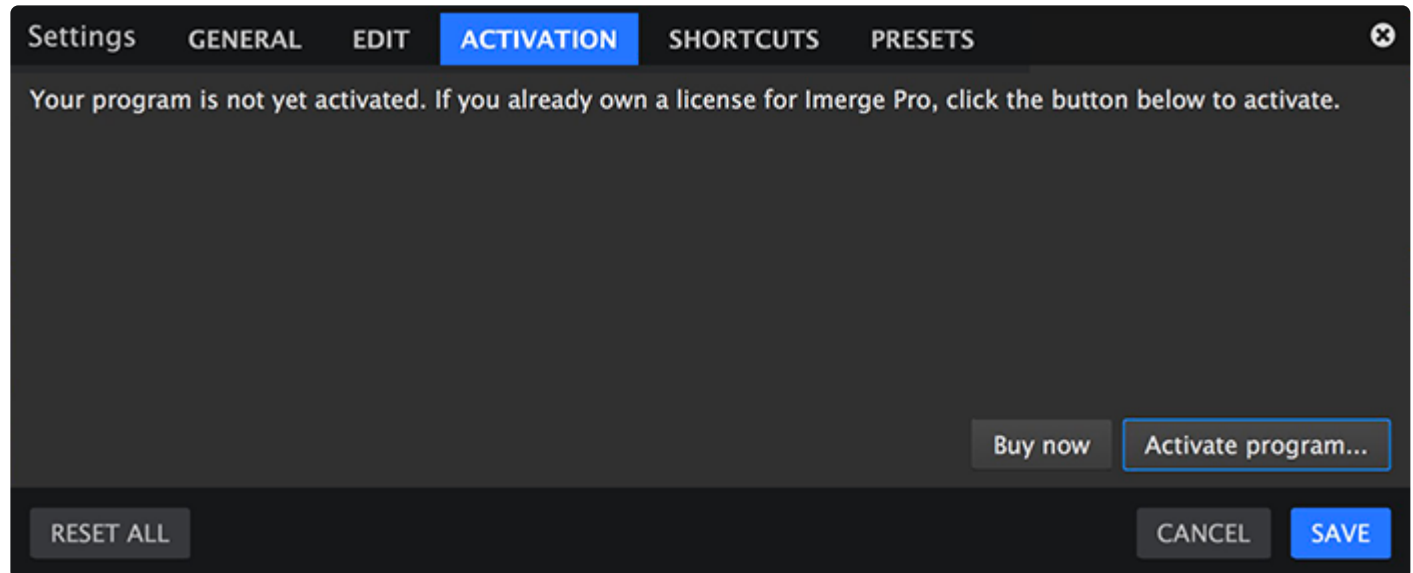 Settings GENERAL EDIT ACTIVATION SHORTCUTS PRESETS
Your program is not yet activated. If you already own a license for Imerge Pro, click the button below to activate.
Buy now Activate program...
RESET ALL CANCEL SAVE